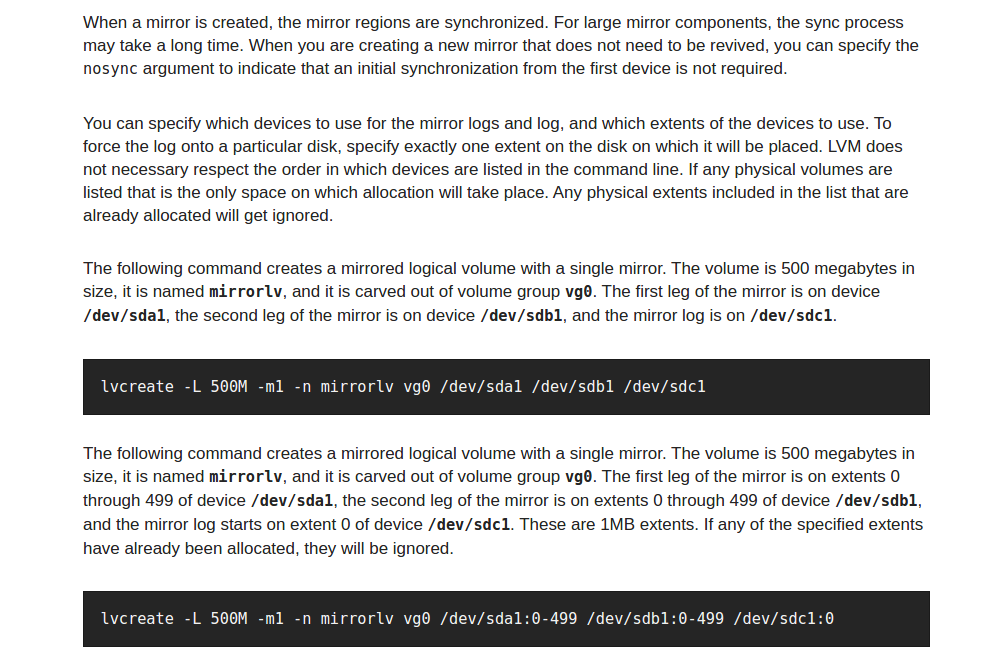 When a mirror is created, the mirror regions are synchronized. For large mirror components, the sync process
may take a long time. When you are creating a new mirror that does not need to be revived, you can specify the
nosync argument to indicate that an initial synchronization from the first device is not required.
You can specify which devices to use for the mirror logs and log, and which extents of the devices to use. To
force the log onto a particular disk, specify exactly one extent on the disk on which it will be placed. LVM does
not necessary respect the order in which devices are listed in the command line. If any physical volumes are
listed that is the only space on which allocation will take place. Any physical extents included in the list that are
already allocated will get ignored.
The following command creates a mirrored logical volume with a single mirror. The volume is 500 megabytes in
size, it is named mirrorlv, and it is carved out of volume group vg0. The first leg of the mirror is on device
/dev/sda1, the second leg of the mirror is on device /dev/sdb1, and the mirror log is on /dev/sdc1.
lvcreate -L 500M -m1 -n mirrorlv vg0 /dev/sda1 /dev/sdb1 /dev/sdc1
The following command creates a mirrored logical volume with a single mirror. The volume is 500 megabytes in
size, it is named mirrorlv, and it is carved out of volume group vg0. The first leg of the mirror is on extents 0
through 499 of device /dev/sda1, the second leg of the mirror is on extents 0 through 499 of device /dev/sdb1,
and the mirror log starts on extent 0 of device /dev/sdc1. These are 1MB extents. If any of the specified extents
have already been allocated, they will be ignored.
lvcreate -L 500M -m1 -n mirrorlv vg0 /dev/sda1:0-499 /dev/sdb1:0-499 /dev/sdc1:0